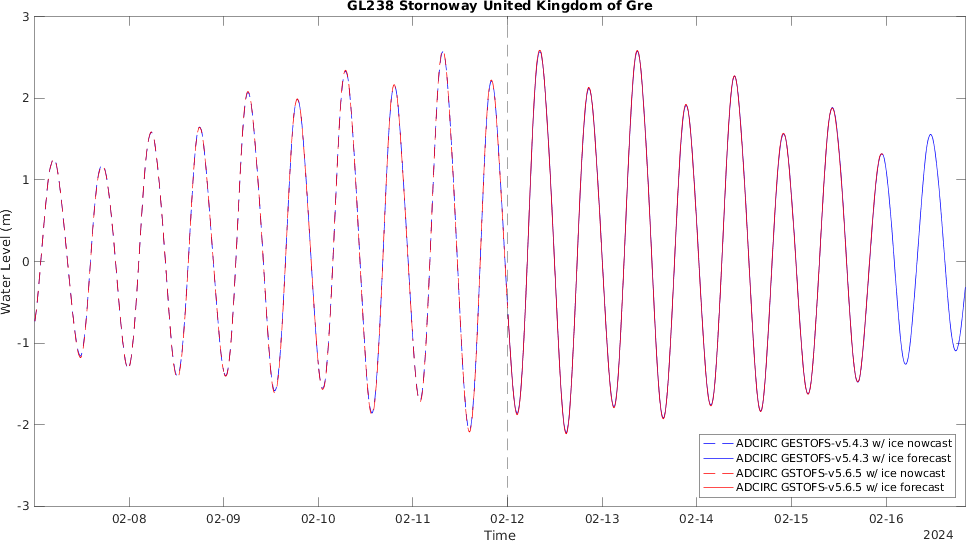 GL238 Stornoway United Kingdom of Gre
3
2
1
0
-1
-2
-3
Water Level (m)
02-08
02-09
02-10
02-11
02-12
02-13
02-14
02-15
02-16
Time
2024
ADCIRC GESTOFS-v5.4.3 w/ ice nowcast
ADCIRC GESTOFS-v5.4.3 w/ ice forecast
ADCIRC GSTOFS-v5.6.5 w/ ice nowcast
ADCIRC GSTOFS-v5.6.5 w/ ice forecast